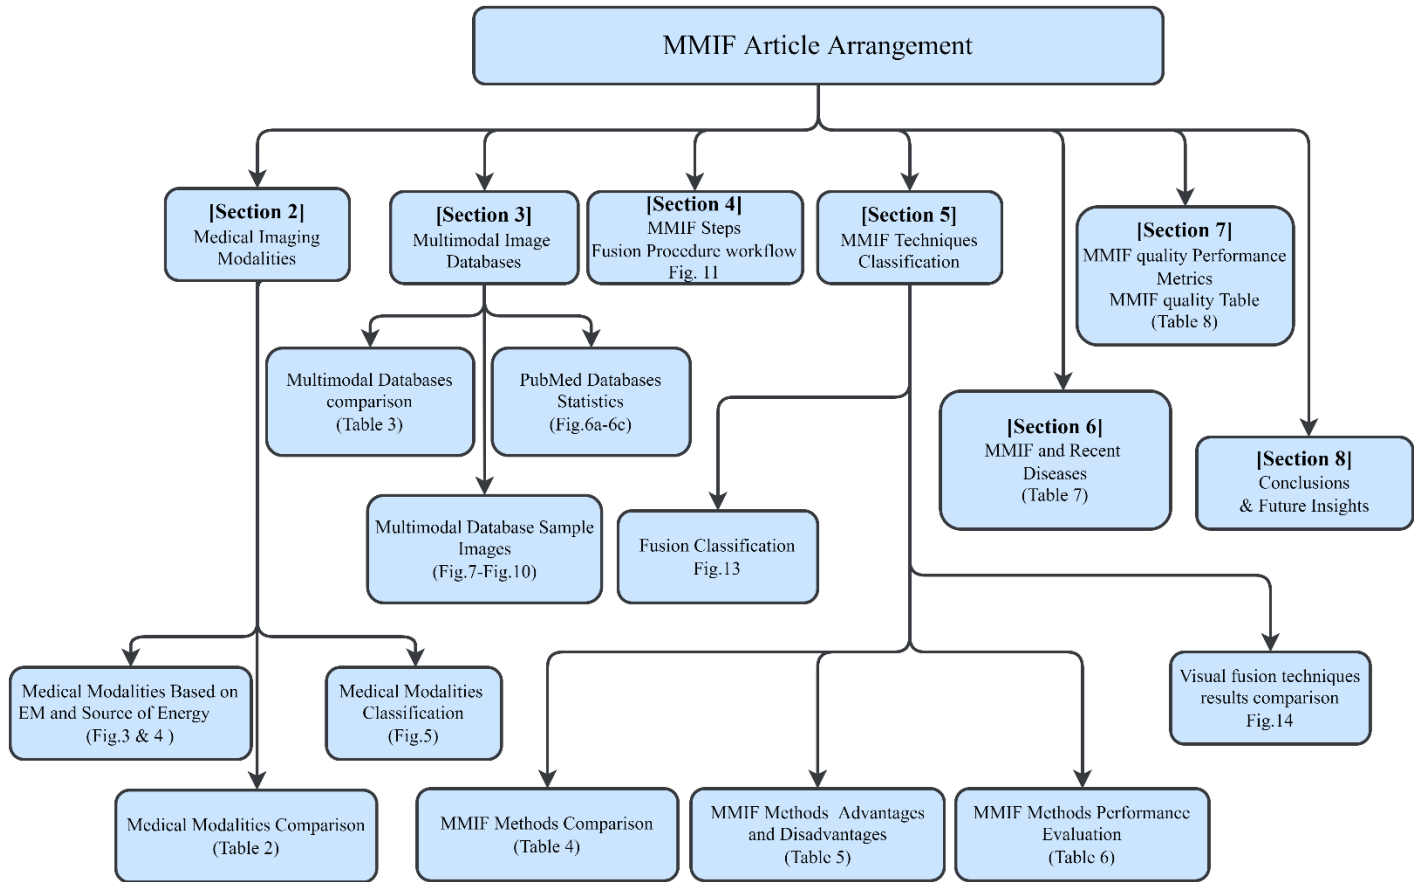 MMIF Article Arrangement
[Section 2]
Medical Imaging
Modalities
[Section 3]
Multimodal Image
Databases
[Section 4]
MMIF Steps
Fusion Procedure workflow
Fig. 11
[Section 5]
MMIF Techniques
Classification
[Section 7]
MMIF quality Performance
Metrics
MMIF quality Table
(Table 8)
Multimodal Databases
comparison
(Table 3)
PubMed Databases
Statistics
(Fig.6a-6c)
[Section 6]
MMIF and Recent
Diseases
(Table 7)
[Section 8]
Conclusions
& Future Insights
Multimodal Database Sample
Images
(Fig.7-Fig.10)
Fusion Classification
Fig.13
Medical Modalities Based on
EM and Source of Energy
(Fig.3 & 4 )
Medical Modalities
Classification
(Fig.5)
Visual fusion techniques
results comparison
Fig.14
Medical Modalities Comparison
(Table 2)
MMIF Methods Comparison
(Table 4)
MMIF Methods Advantages
and Disadvantages
(Table 5)
MMIF Methods Performance
Evaluation
(Table 6)